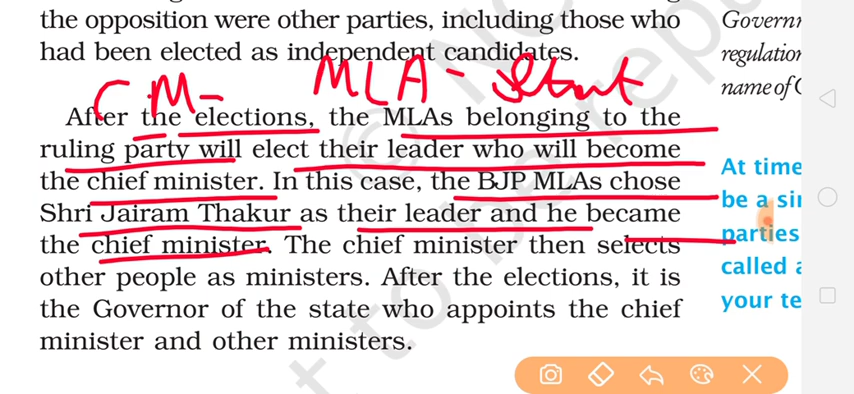 the opposition were other parties, including those who
had been elected as independent candidates.
CM – MLA -
After the elections, the MLAs belonging to the
ruling party will elect their leader who will become
the chief minister. In this case, the BJP MLAs chose
Shri Jairam Thakur as their leader and he became
the chief minister. The chief minister then selects
other people as ministers. After the elections, it is
the Governor of the state who appoints the chief
minister and other ministers.
Governm
regulation
name of
At time
be a sin
parties
called a
your te